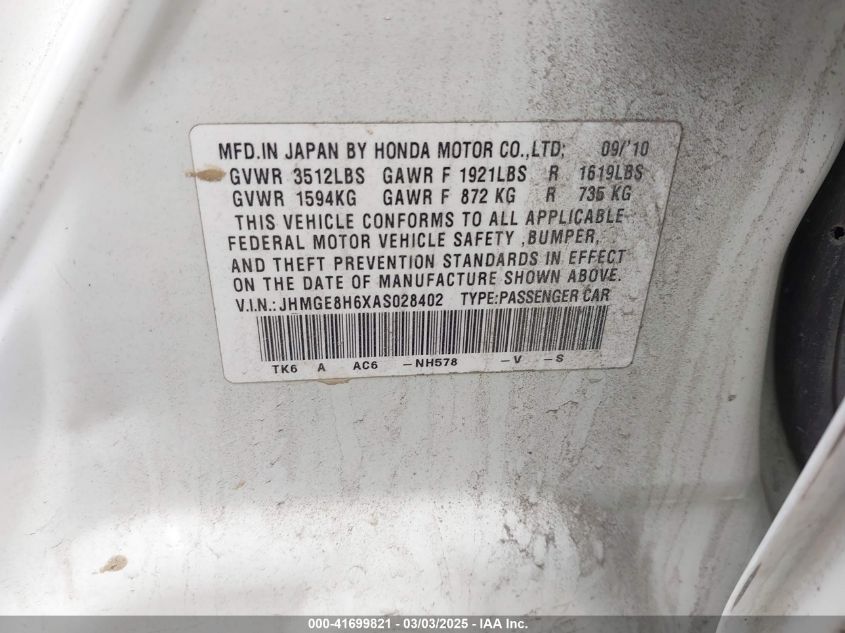 MFD.IN JAPAN BY HONDA MOTOR CO.,LTD; 09/'10
GVWR 3512LBS GAWR F 1921LBS R 1619LBS
GVWR 1594KG GAWR F 872 KG R 735 KG
THIS VEHICLE CONFORMS TO ALL APPLICABLE
FEDERAL MOTOR VEHICLE SAFETY ,BUMPER,
AND THEFT PREVENTION STANDARDS IN EFFECT
ON THE DATE OF MANUFACTURE SHOWN ABOVE.
V.I.N.:JHMGE8H6XAS028402 TYPE:PASSENGER CAR
TK6 A AC6 -NH578 -V -S
000-41699821 - 03/03/2025 - IAA Inc.